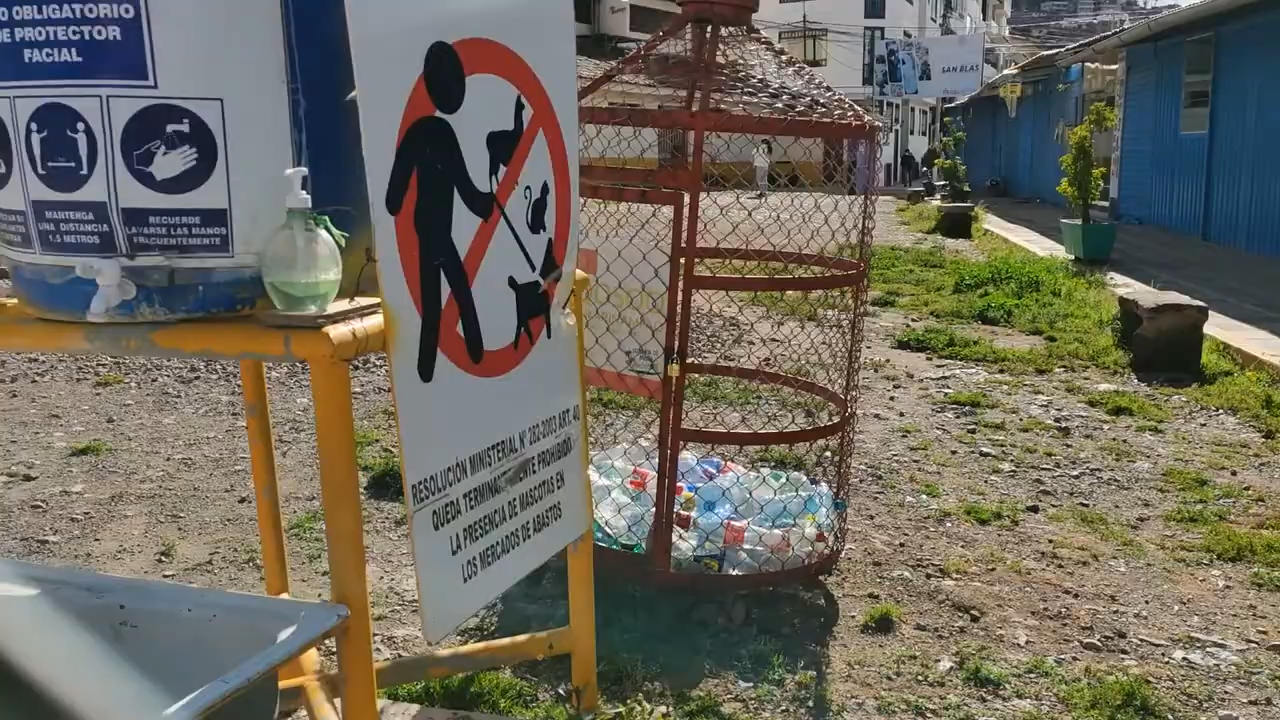 O OBLIGATORIO
DE PROTECTOR
FACIAL
MANTENGA
UNA DISTANCIA
1.5 METROS
RECUERDE
LAVARSE LAS MANOS
FRECUENTEMENTE
RESOLUCIÓN MINISTERIAL Nº 282-2003 ART. 40
QUEDA TERMINANTEMENTE PROHIBIDO
LA PRESENCIA DE MASCOTAS EN
LOS MERCADOS DE ABASTOS
SAN BLAS